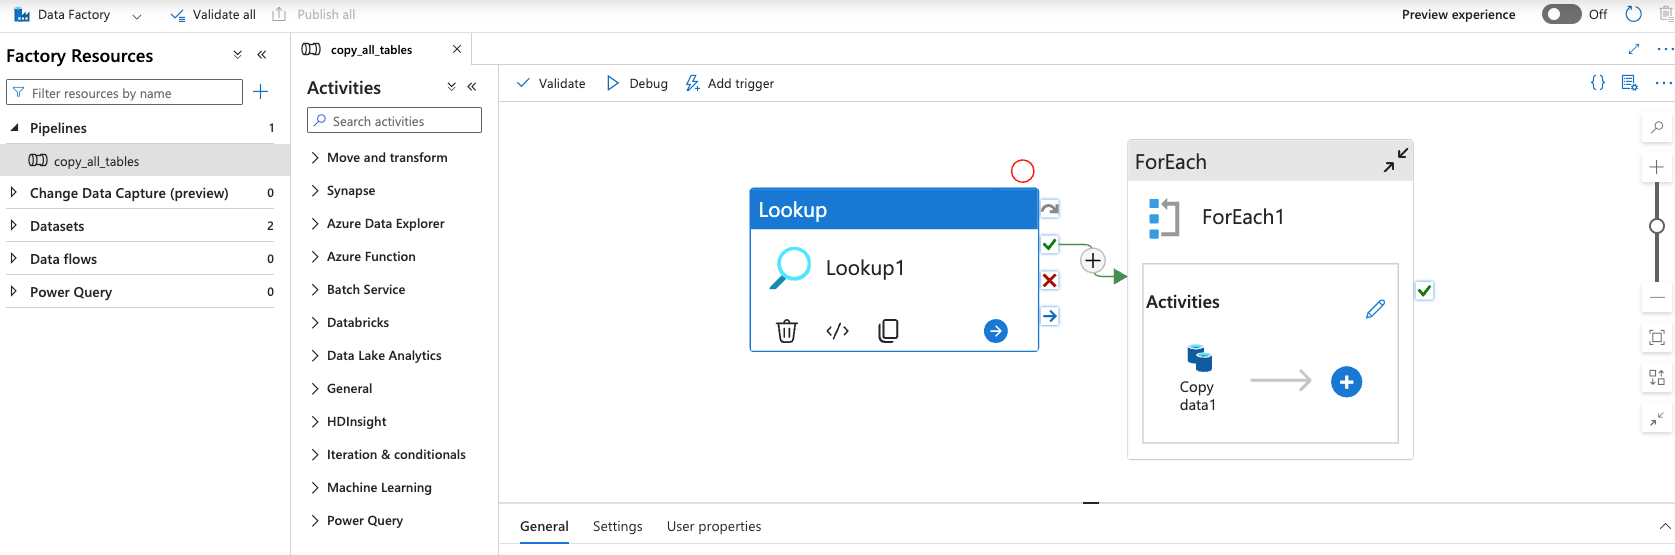 Data Factory
Validate all
Publish all
Preview experience
Off
Factory Resources
Filter resources by name
Pipelines 1
copy_all_tables
Change Data Capture (preview) 0
Datasets 2
Data flows 0
Power Query 0
copy_all_tables
Activities
Search activities
Move and transform
Synapse
Azure Data Explorer
Azure Function
Batch Service
Databricks
Data Lake Analytics
General
HDInsight
Iteration & conditionals
Machine Learning
Power Query
Validate
Debug
Add trigger
Lookup
Lookup1
ForEach
ForEach1
Activities
Copy
data1
General
Settings
User properties